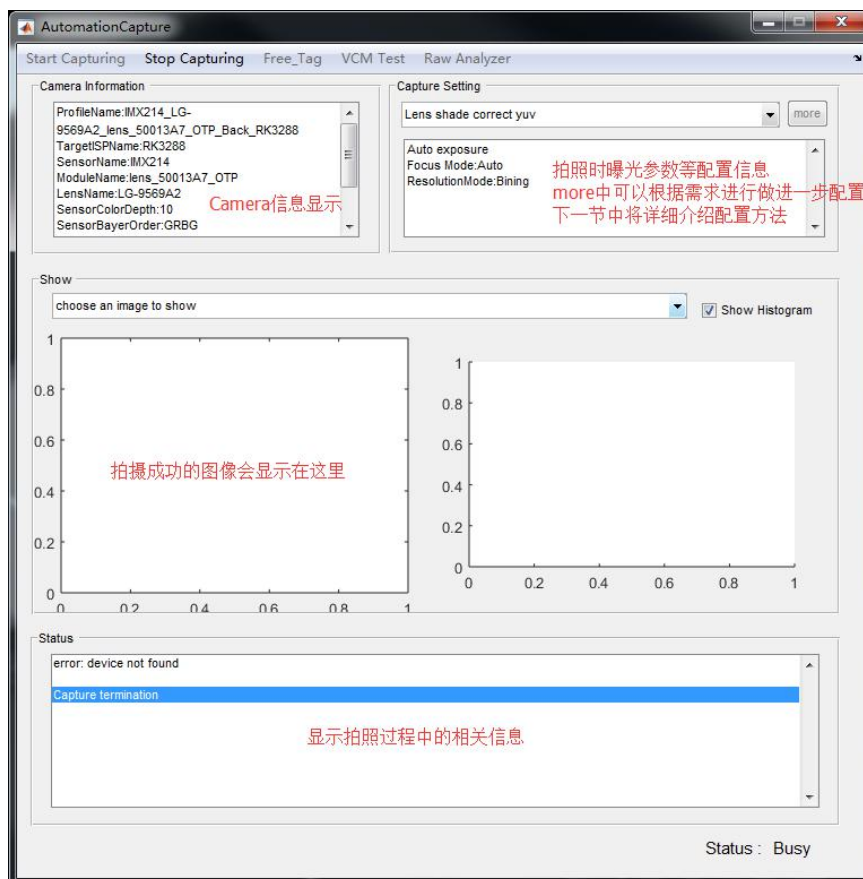 AutomationCapture
Start Capturing Stop Capturing Free_Tag VCM Test Raw Analyzer
Camera Information
ProfileName:IMX214_LG-
9569A2_lens_50013A7_OTP_Back_RK3288
TargetISPName:RK3288
SensorName:IMX214
ModuleName:lens_50013A7_OTP
LensName:LG-9569A2
SensorColorDepth:10
SensorBayerOrder:GRBG
Camera信息显示
Capture Setting
Lens shade correct yuv
more
Auto exposure
Focus Mode:Auto
ResolutionMode:Bining
拍照时曝光参数等配置信息
more中可以根据需求进行做进一步配置
下一节中将详细介绍配置方法
Show
choose an image to show
Show Histogram
1
0.8
0.6
0.4
0.2
0
0 0.2 0.4 0.6 0.8 1
拍摄成功的图像会显示在这里
1
0.8
0.6
0.4
0.2
0
0 0.2 0.4 0.6 0.8 1
Status
error: device not found
Capture termination
显示拍照过程中的相关信息
Status : Busy